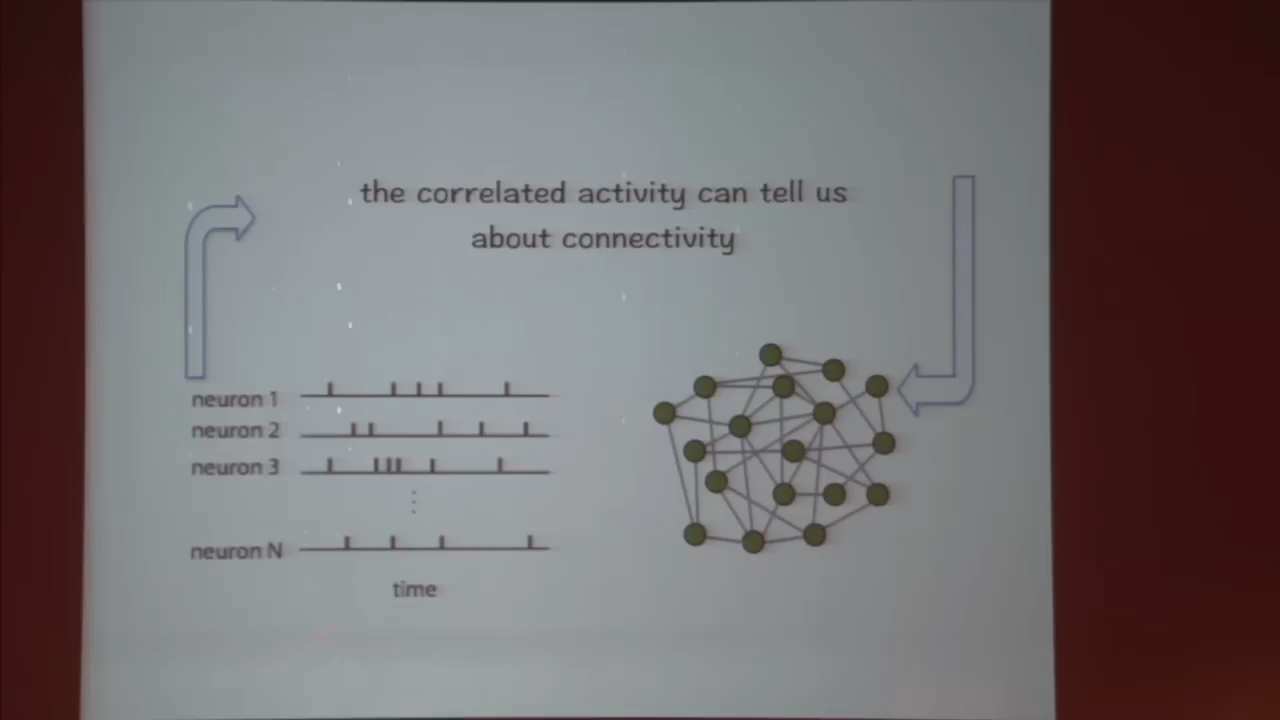 the correlated activity can tell us
about connectivity
neuron 1
neuron 2
neuron 3
neuron N
time